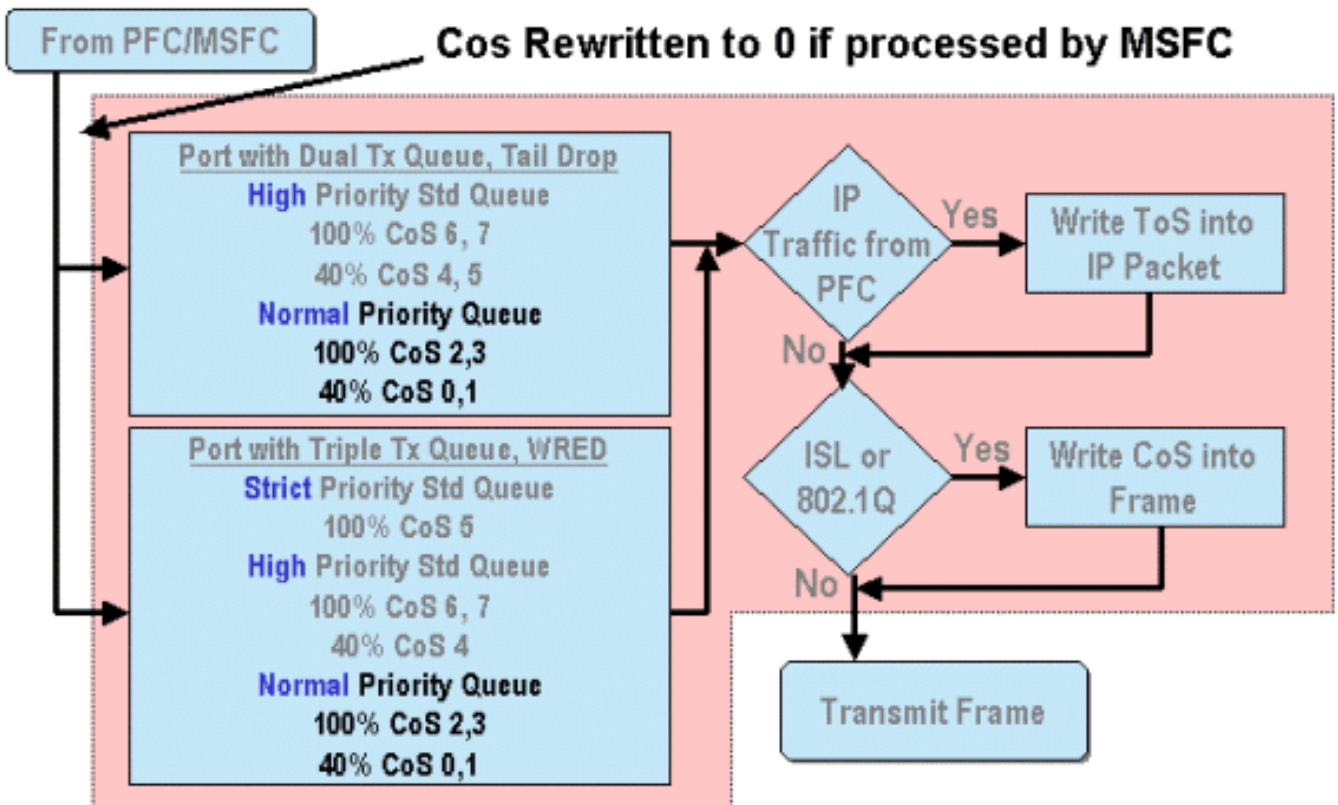 From PFC/MSFC
Cos Rewritten to 0 if processed by MSFC
Port with Dual Tx Queue, Tail Drop
High Priority Std Queue
100% CoS 6, 7
40% CoS 4, 5
Normal Priority Queue
100% CoS 2,3
40% CoS 0,1
Port with Triple Tx Queue, WRED
Strict Priority Std Queue
100% CoS 5
High Priority Std Queue
100% CoS 6, 7
40% CoS 4
Normal Priority Queue
100% CoS 2,3
40% CoS 0,1
IP
Traffic from
PFC
Yes
Write ToS into
IP Packet
No
ISL or
802.1Q
Yes
Write CoS into
Frame
No
Transmit Frame